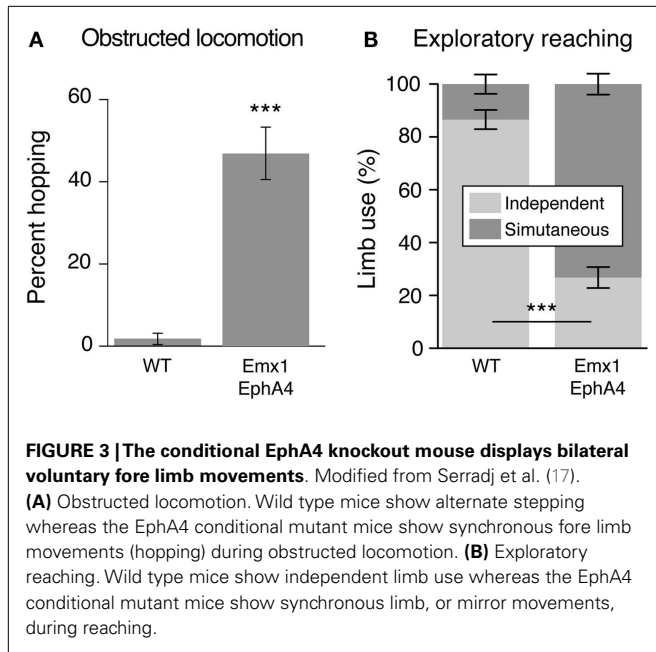 A Obstructed locomotion
Percent hopping
60
40
20
0
***
WT
Emx1
EphA4
B Exploratory reaching
Limb use (%)
100
80
60
40
20
0
Independent
Simutaneous
***
WT
Emx1
EphA4
FIGURE 3 | The conditional EphA4 knockout mouse displays bilateral
voluntary fore limb movements. Modified from Serradj et al. (17).
(A) Obstructed locomotion. Wild type mice show alternate stepping
whereas the EphA4 conditional mutant mice show synchronous fore limb
movements (hopping) during obstructed locomotion. (B) Exploratory
reaching. Wild type mice show independent limb use whereas the EphA4
conditional mutant mice show synchronous limb, or mirror movements,
during reaching.